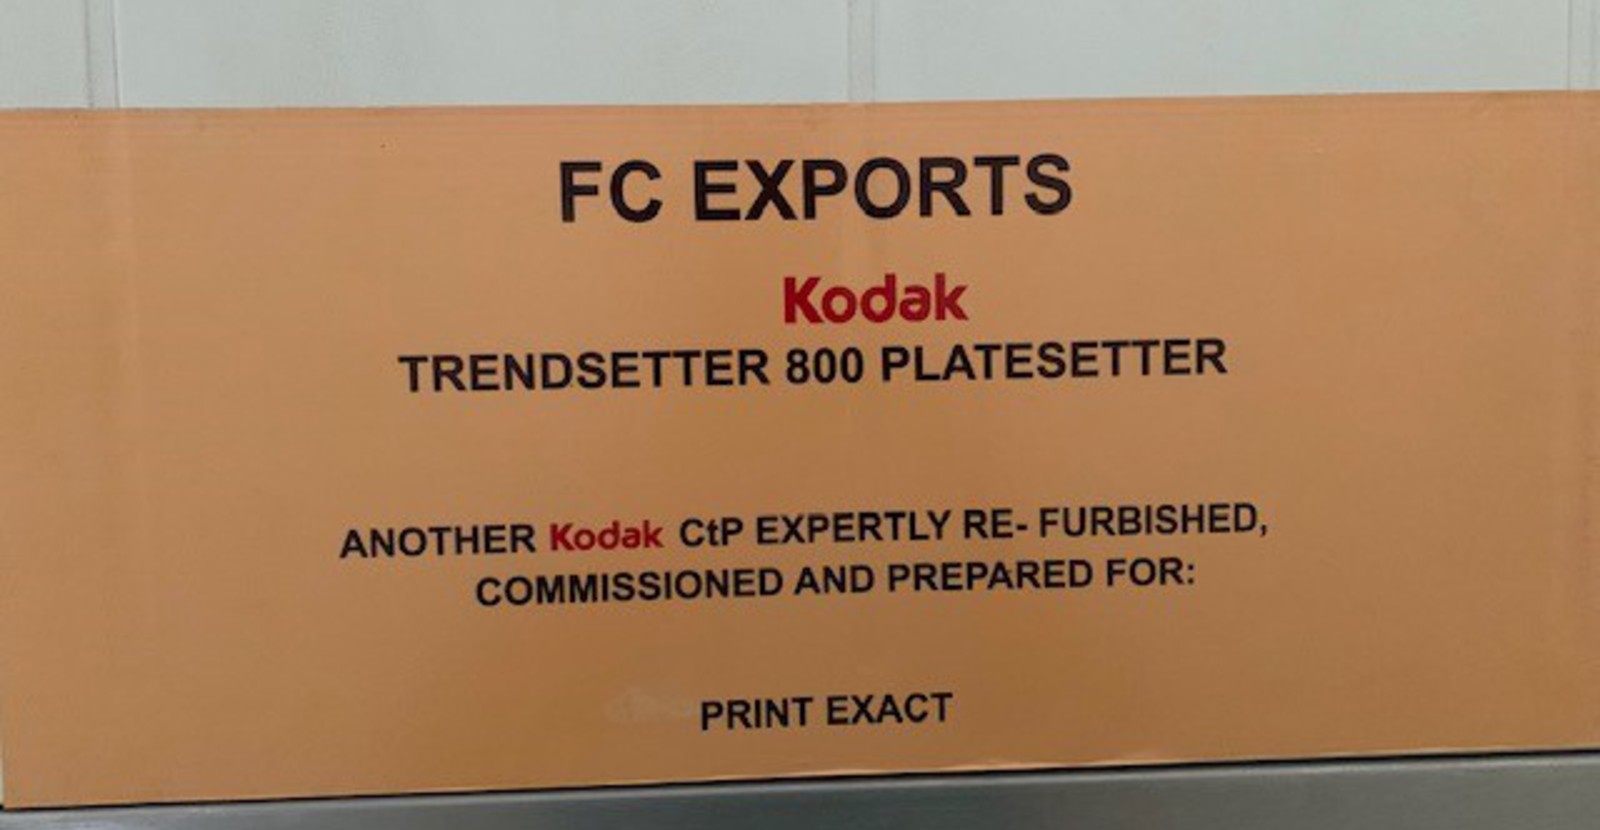 FC EXPORTS
Kodak
TRENDSETTER 800 PLATESETTER
ANOTHER Kodak CtP EXPERTLY RE- FURBISHED,
COMMISSIONED AND PREPARED FOR:
PRINT EXACT